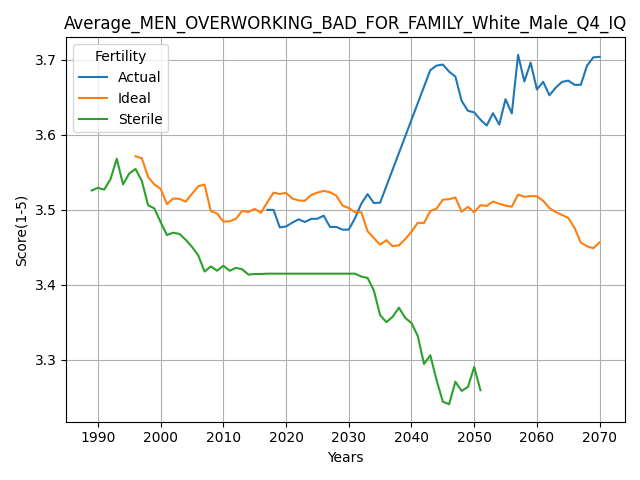 Average_MEN_OVERWORKING_BAD_FOR_FAMILY_White_Male_Q4_IQ
Fertility
Actual
Ideal
Sterile
Score(1-5)
3.7
3.6
3.5
3.4
3.3
1990 2000 2010 2020 2030 2040 2050 2060 2070
Years